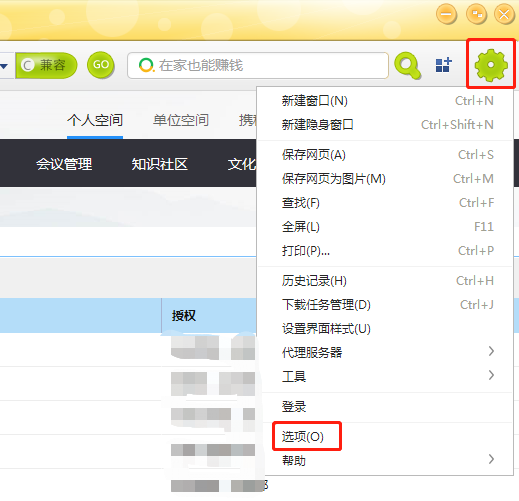 兼容 GO 在家也能赚钱
个人空间 单位空间
会议管理 知识社区 文化
授权
新建窗口(N) Ctrl+N
新建隐身窗口 Ctrl+Shift+N
保存网页(A) Ctrl+S
保存网页为图片(M) Ctrl+M
查找(F) Ctrl+F
全屏(L) F11
打印(P)... Ctrl+P
历史记录(H) Ctrl+H
下载任务管理(D) Ctrl+J
设置界面样式(U)
代理服务器
工具
登录
选项(O)
帮助